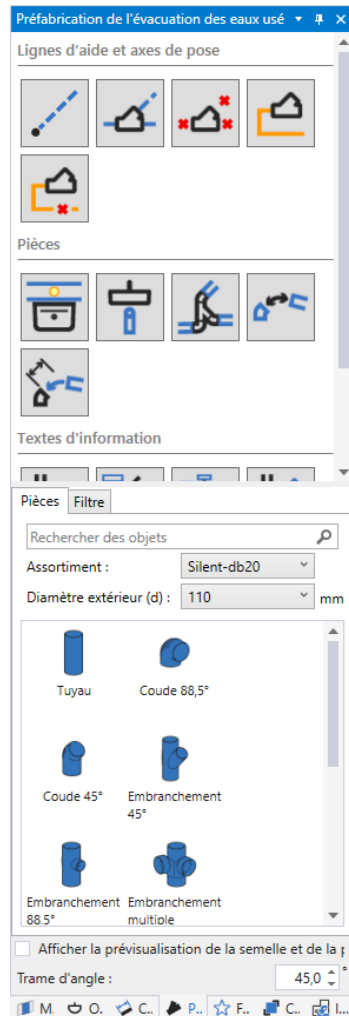 Préfabrication de l'évacuation des eaux usé
Lignes d'aide et axes de pose
Pièces
Textes d'information
Pièces Filtre
Rechercher des objets
Assortiment : Silent-db20
Diamètre extérieur (d) : 110 mm
Tuyau Coude 88,5°
Coude 45° Embranchement
45°
Embranchement Embranchement
88.5° multiple
Afficher la prévisualisation de la semelle et de la
Trame d'angle : 45,0 °
M. O. C.. P.. F.. C.. I...